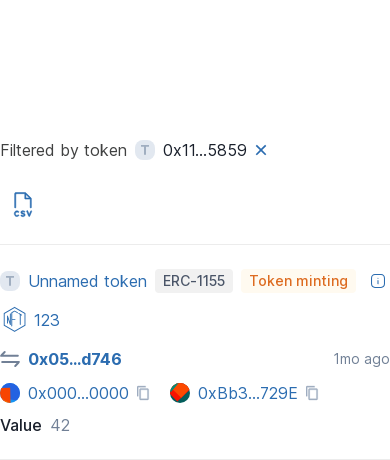 Filtered by token T 0x11...5859
CSV
T Unnamed token ERC-1155 Token minting
NFT 123
0x05...d746 1mo ago
0x000...0000 0xBb3...729E
Value 42